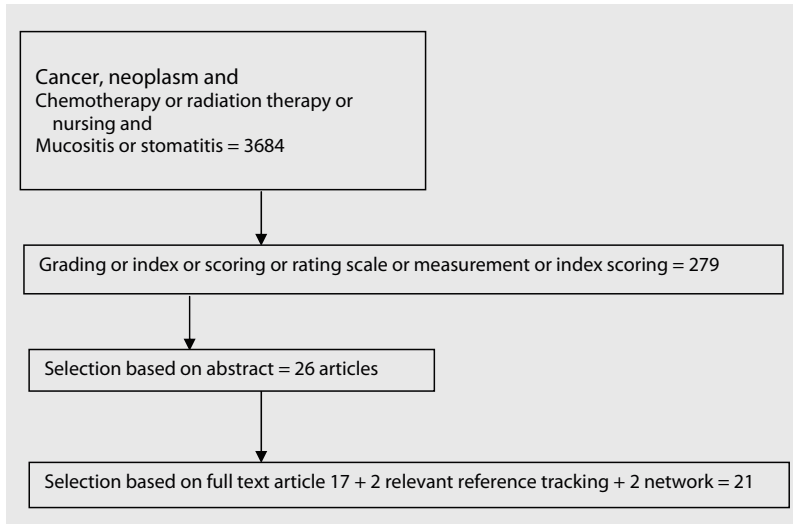 Cancer, neoplasm and
Chemotherapy or radiation therapy or
nursing and
Mucositis or stomatitis = 3684
Grading or index or scoring or rating scale or measurement or index scoring = 279
Selection based on abstract = 26 articles
Selection based on full text article 17 + 2 relevant reference tracking + 2 network = 21